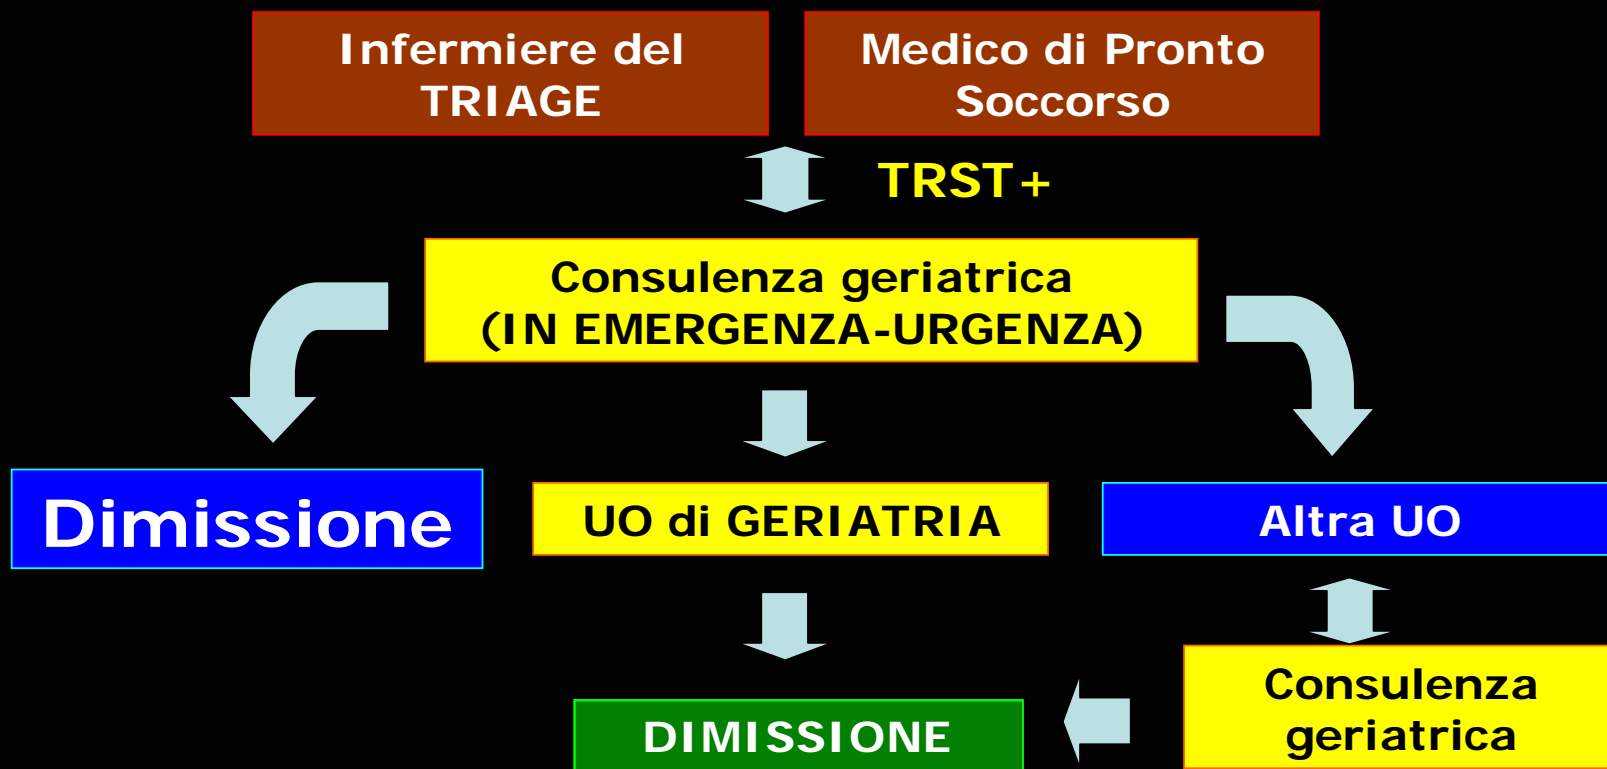 Infermiere del
TRIAGE
Medico di Pronto
Soccorso
TRST+
Consulenza geriatrica
(IN EMERGENZA-URGENZA)
Dimissione
UO di GERIATRIA
Altra UO
Consulenza
geriatrica
DIMISSIONE